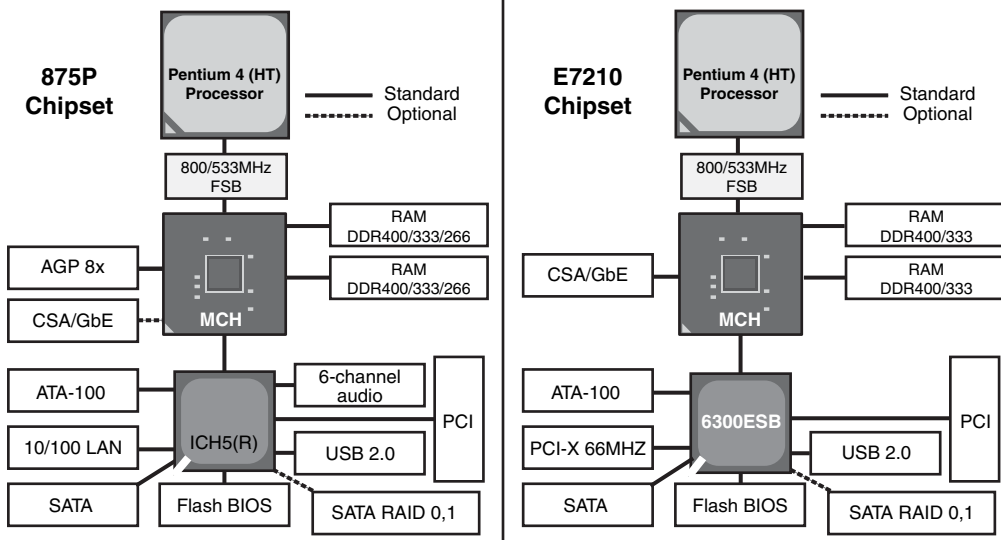 875P
Chipset
Pentium 4 (HT)
Processor
Standard
Optional
800/533MHz
FSB
RAM
DDR400/333/266
AGP 8x
RAM
DDR400/333/266
CSA/GbE
MCH
ATA-100
6-channel
audio
PCI
10/100 LAN
ICH5(R)
USB 2.0
SATA
Flash BIOS
SATA RAID 0,1
E7210
Chipset
Pentium 4 (HT)
Processor
Standard
Optional
800/533MHz
FSB
RAM
DDR400/333
CSA/GbE
RAM
DDR400/333
MCH
ATA-100
6300ESB
PCI
PCI-X 66MHZ
USB 2.0
SATA
Flash BIOS
SATA RAID 0,1